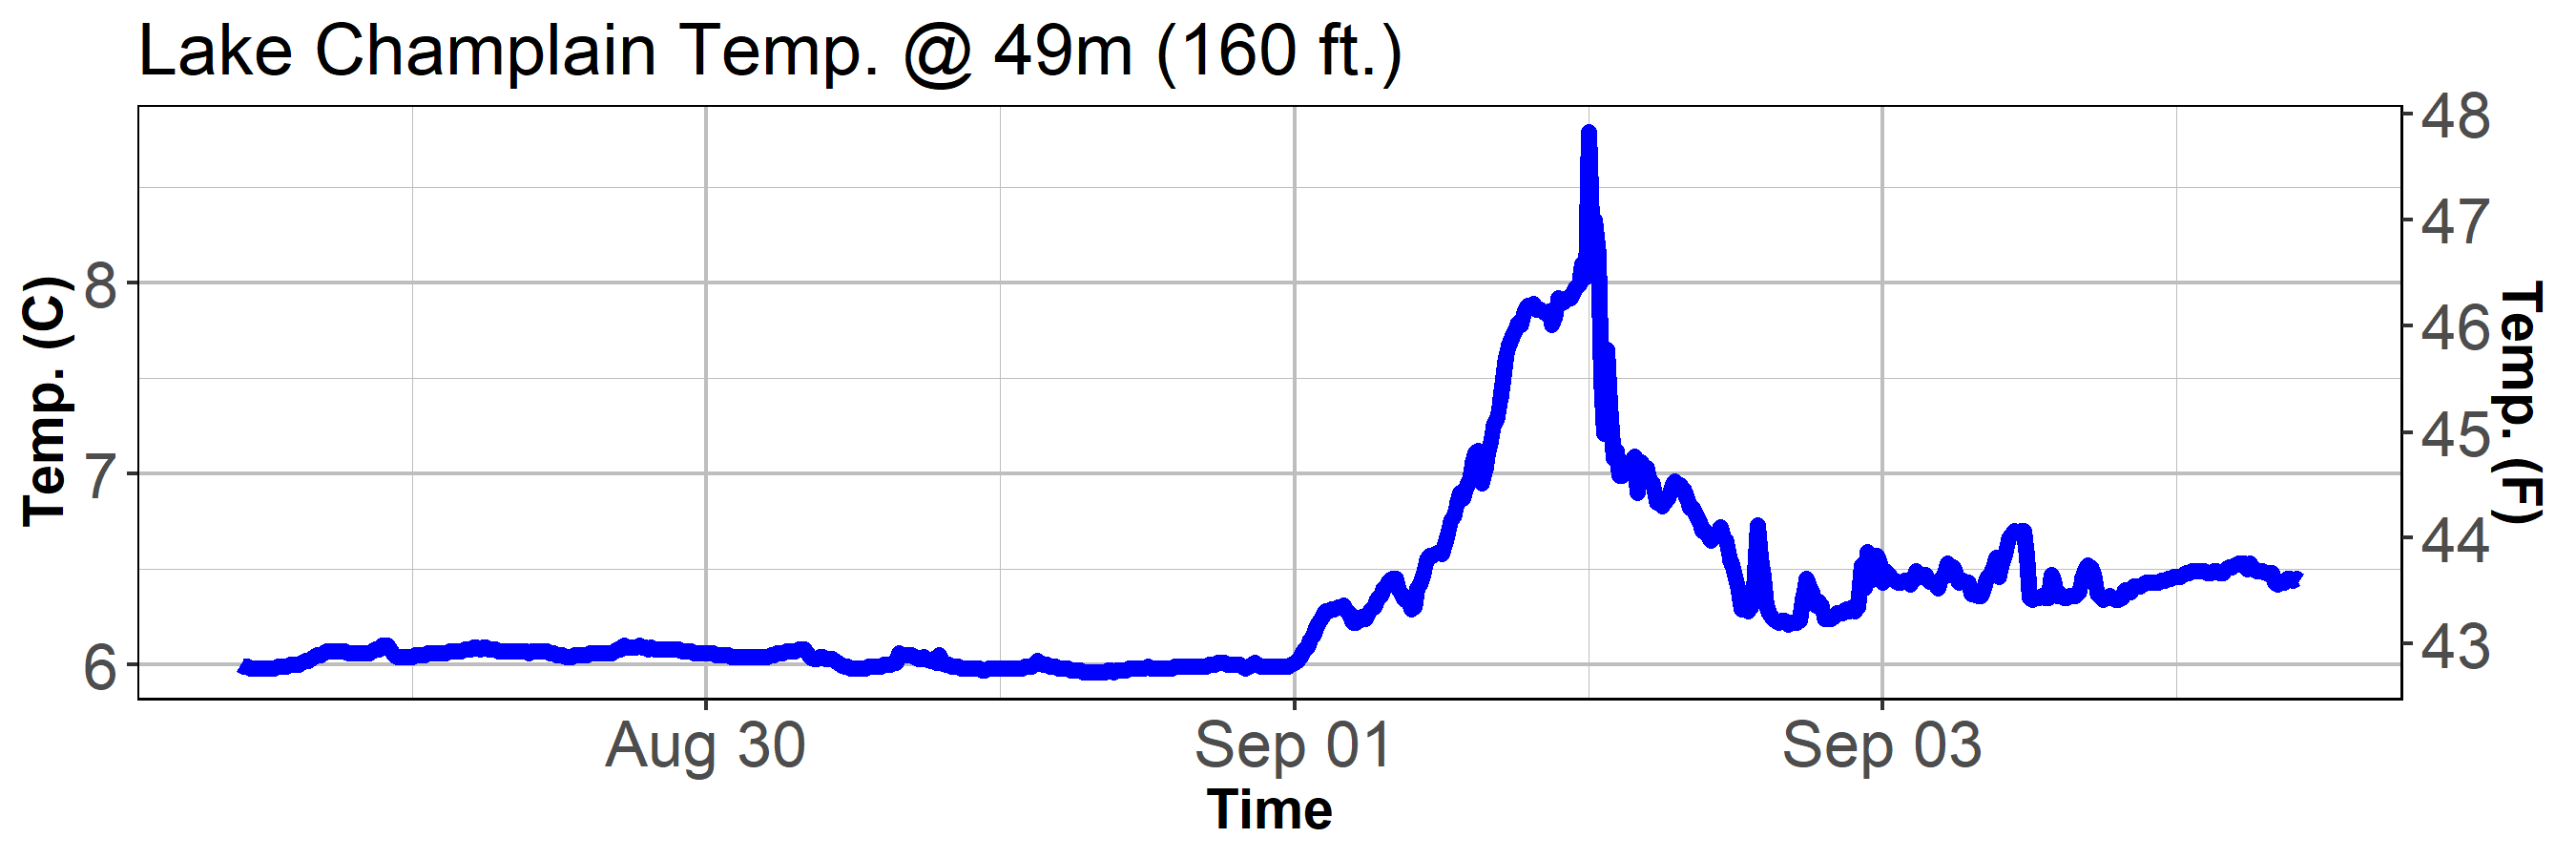 Lake Champlain Temp. @ 49m (160 ft.)
Temp. (C)
8
7
6
48
47
46
45
44
43
Temp. (F)
Aug 30
Sep 01
Sep 03
Time